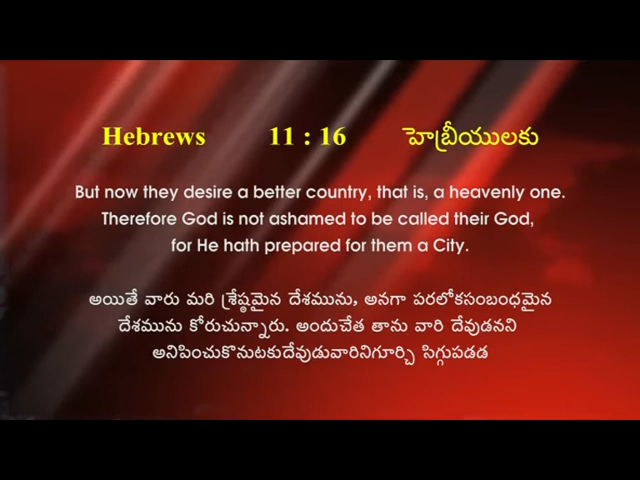 Hebrews 11 : 16 హెబ్రీయులకు
But now they desire a better country, that is, a heavenly one.
Therefore God is not ashamed to be called their God,
for He hath prepared for them a City.
అయితే వారు మరి శ్రేష్ఠమైన దేశమును, అనగా పరలోకసంబంధమైన
దేశమును కోరుచున్నారు. అందుచేత తాను వారి దేవుడనని
అనిపించుకొనుటకుదేవుడువారినిగూర్చి సిగ్గుపడడ